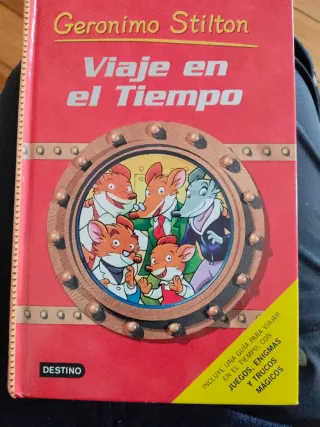 Geronimo Stilton
Viaje en
el Tiempo
INCLUYE UNA GUÍA PARA VIAJAR
EN EL TIEMPO, CON
JUEGOS, ENIGMAS
Y TRUCOS
MÁGICOS
DESTINO